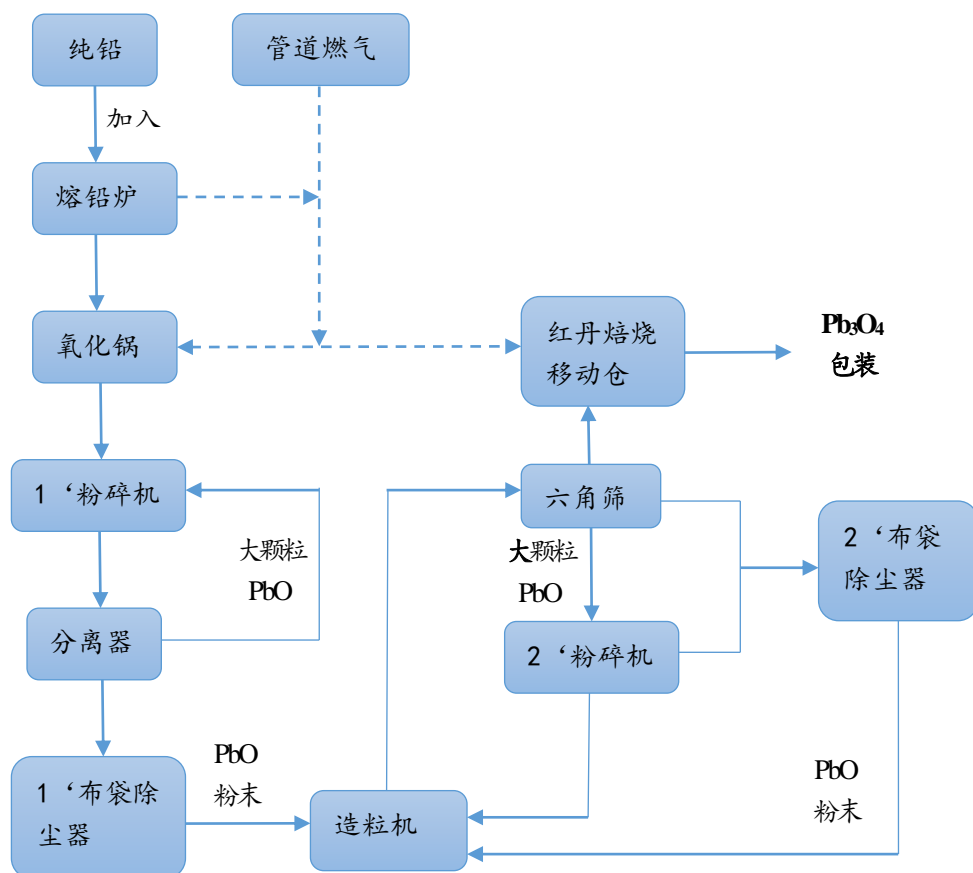 纯铅
管道燃气
加入
熔铅炉
氧化锅
红丹焙烧
移动仓
Pb₃O₄
包装
1‘粉碎机
六角筛
大颗粒
PbO
大颗粒
PbO
2‘布袋
除尘器
分离器
2‘粉碎机
1‘布袋除
尘器
PbO
粉末
造粒机
PbO
粉末